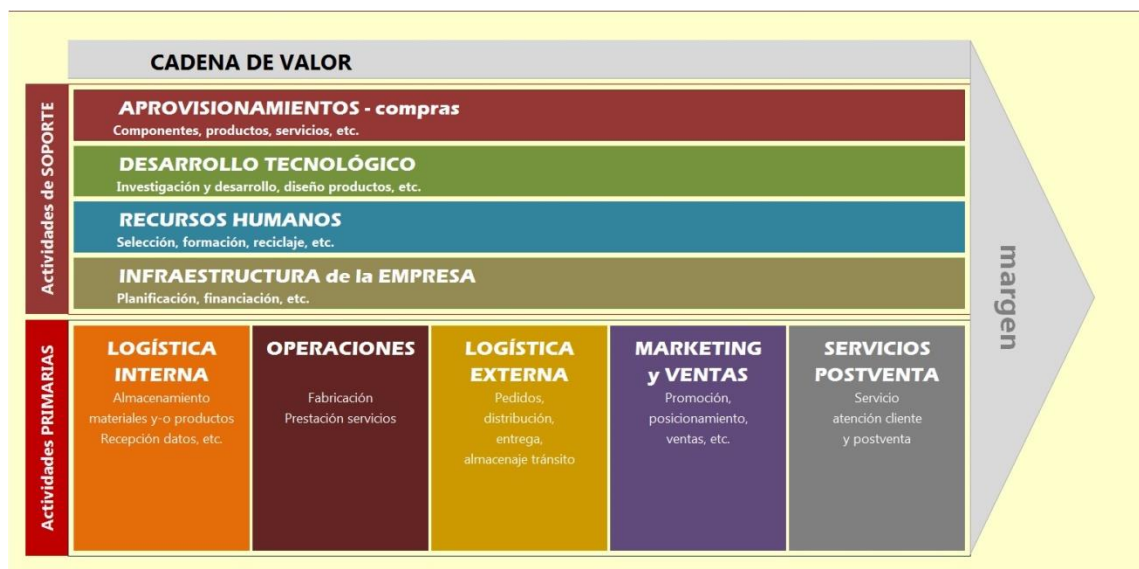 CADENA DE VALOR
Actividades de SOPORTE
APROVISIONAMIENTOS - compras
Componentes, productos, servicios, etc.
DESARROLLO TECNOLÓGICO
Investigación y desarrollo, diseño productos, etc.
RECURSOS HUMANOS
Selección, formación, reciclaje, etc.
INFRAESTRUCTURA de la EMPRESA
Planificación, financiación, etc.
Actividades PRIMARIAS
LOGÍSTICA
INTERNA
Almacenamiento
materiales y-o productos
Recepción datos, etc.
OPERACIONES
Fabricación
Prestación servicios
LOGÍSTICA
EXTERNA
Pedidos,
distribución,
entrega,
almacenaje tránsito
MARKETING
y VENTAS
Promoción,
posicionamiento,
ventas, etc.
SERVICIOS
POSTVENTA
Servicio
atención cliente
y postventa
margen